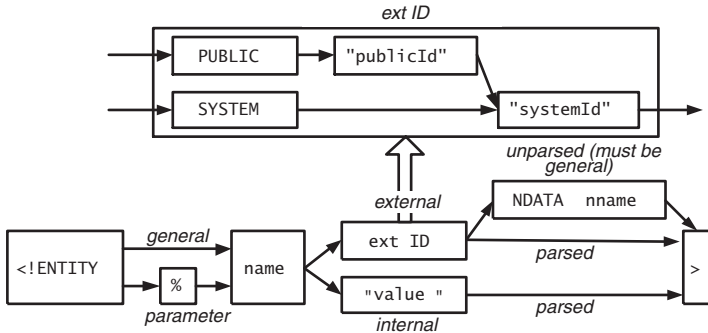 ext ID
PUBLIC
"publicId"
SYSTEM
"systemId"
unparsed (must be
general)
external
NDATA nname
general
ext ID
parsed
<!ENTITY
name
>
%
"value "
parameter
internal
parsed